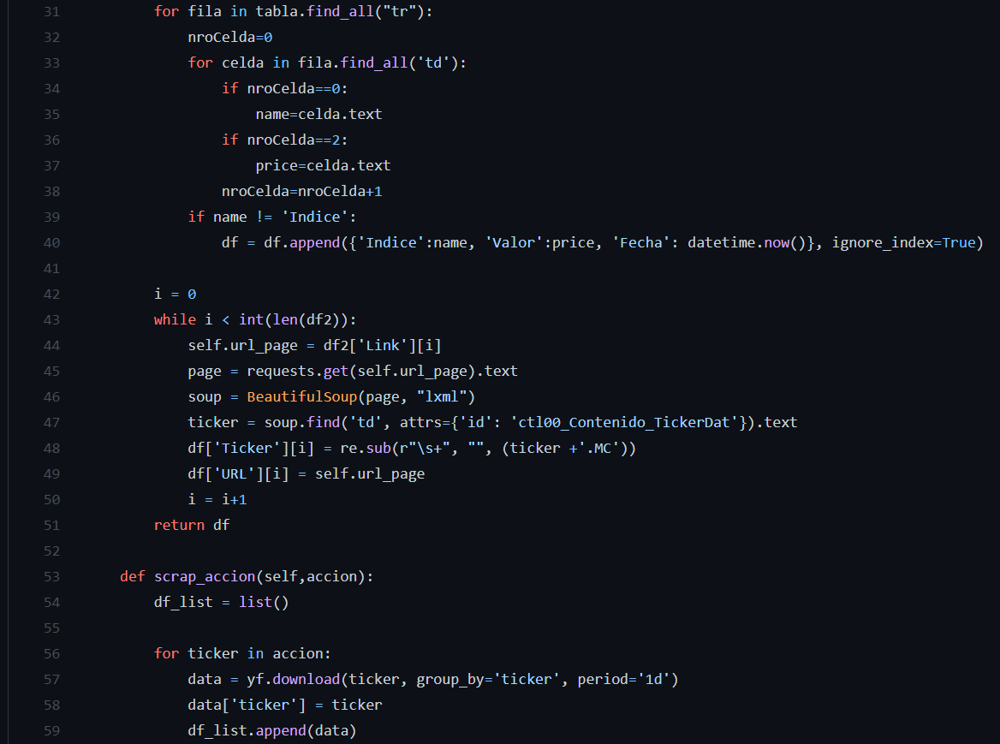 31 for fila in tabla.find_all("tr"):
32 nroCelda=0
33 for celda in fila.find_all('td'):
34 if nroCelda==0:
35 name=celda.text
36 if nroCelda==2:
37 price=celda.text
38 nroCelda=nroCelda+1
39 if name != 'Indice':
40 df = df.append({'Indice':name, 'Valor':price, 'Fecha': datetime.now()}, ignore_index=True)
41
42 i = 0
43 while i < int(len(df2)):
44 self.url_page = df2['Link'][i]
45 page = requests.get(self.url_page).text
46 soup = BeautifulSoup(page, "lxml")
47 ticker = soup.find('td', attrs={'id': 'ctl00_Contenido_TickerDat'}).text
48 df['Ticker'][i] = re.sub(r"\s+", "", (ticker +'.MC'))
49 df['URL'][i] = self.url_page
50 i = i+1
51 return df
52
53 def scrap_accion(self,accion):
54 df_list = list()
55
56 for ticker in accion:
57 data = yf.download(ticker, group_by='ticker', period='1d')
58 data['ticker'] = ticker
59 df_list.append(data)